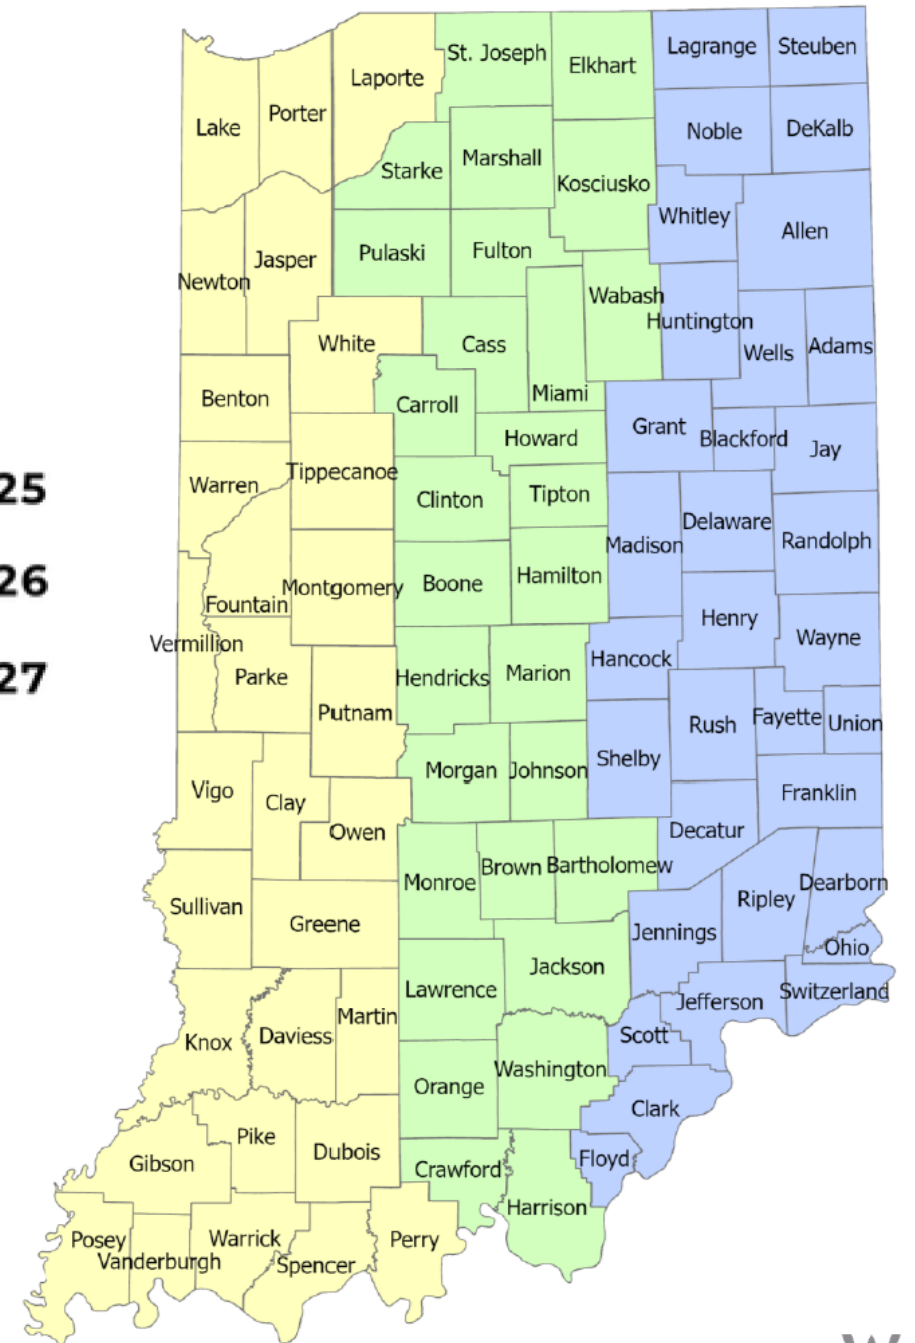 St. Joseph
Elkhart
Lagrange
Steuben
Laporte
Porter
Lake
Noble
DeKalb
Starke
Marshall
Kosciusko
Whitley
Allen
Newton
Jasper
Pulaski
Fulton
Wabash
Huntington
White
Cass
Wells
Adams
Miami
Benton
Carroll
Grant
Blackford
Jay
Howard
Tippecanoe
Warren
Clinton
Tipton
25
Delaware
Randolph
Madison
Fountain
Montgomery
Boone
Hamilton
26
Henry
Wayne
Vermillion
Parke
Hendricks
Marion
Hancock
27
Putnam
Rush
Fayette
Union
Shelby
Vigo
Clay
Morgan
Johnson
Franklin
Owen
Decatur
Monroe
Brown
Bartholomew
Ripley
Dearborn
Sullivan
Greene
Jennings
Ohio
Jackson
Lawrence
Jefferson
Switzerland
Knox
Daviess
Martin
Scott
Orange
Washington
Clark
Pike
Dubois
Gibson
Crawford
Floyd
Harrison
Posey
Vanderburgh
Warrick
Spencer
Perry